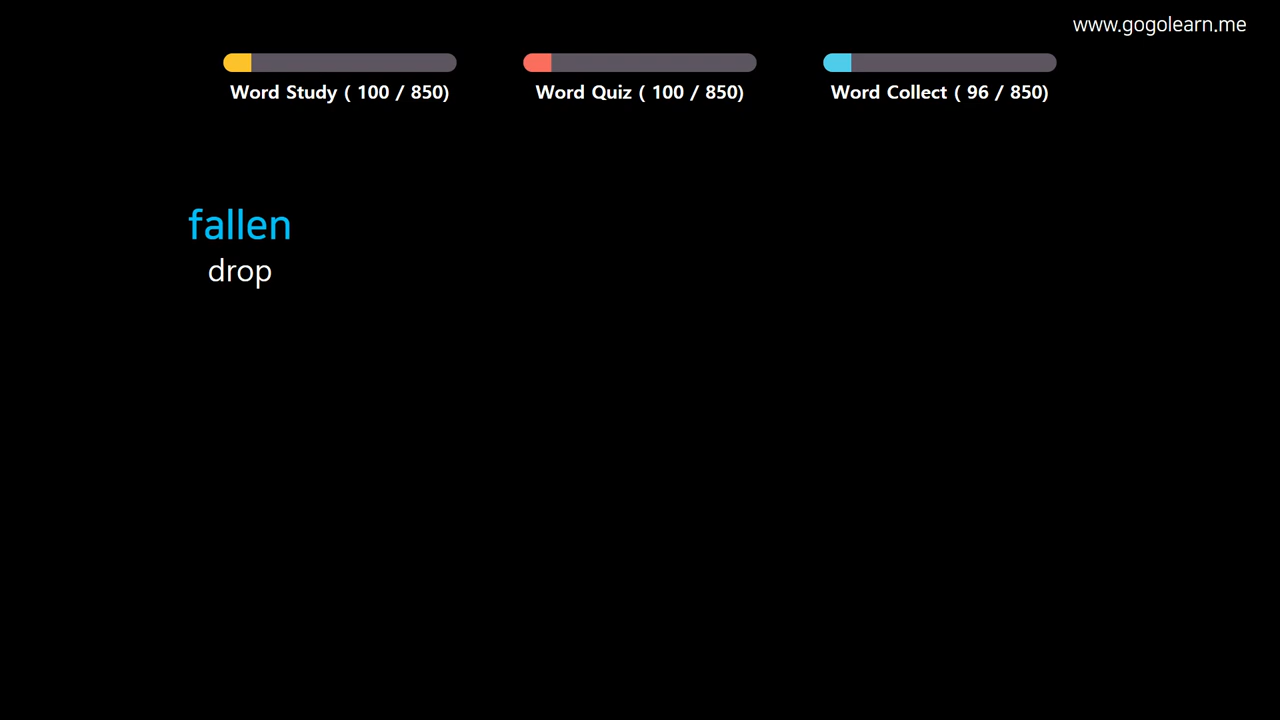 www.gogolearn.me
Word Study ( 100 / 850)
Word Quiz ( 100 / 850)
Word Collect ( 96 / 850)
fallen
drop